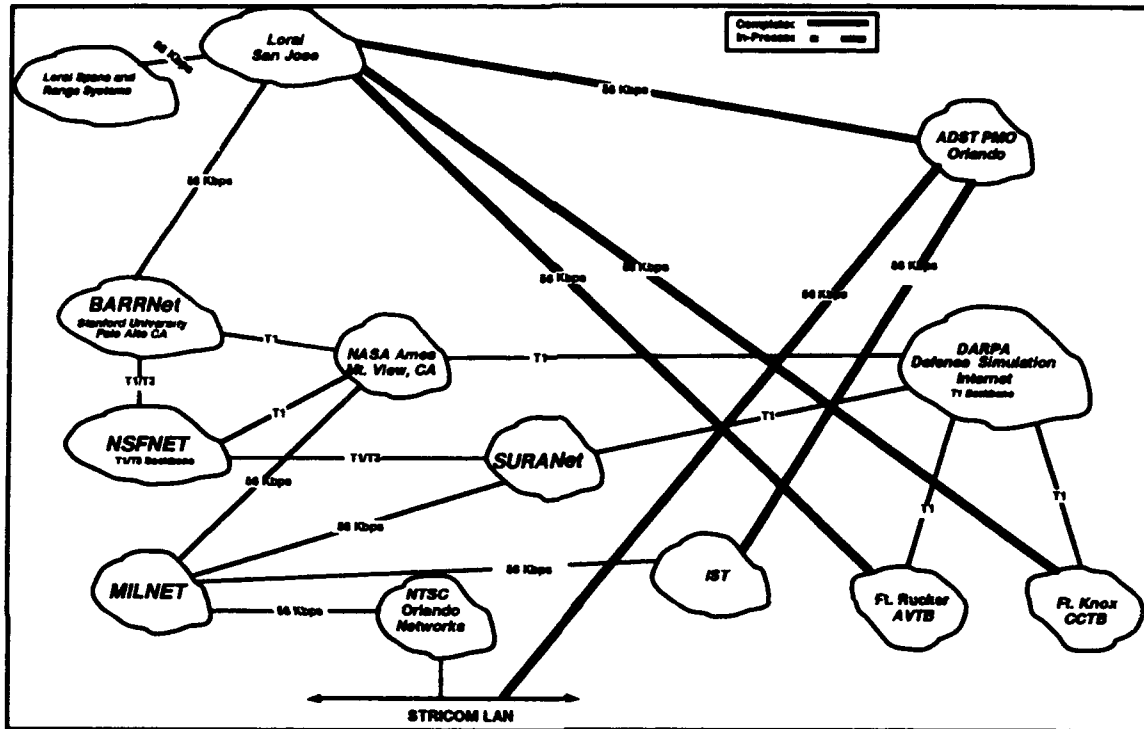 Complete:
In-Process:
Loral
San Jose
Loral Space and
Range Systems
56 Kbps
56 Kbps
ADST PMO
Orlando
56 Kbps
56 Kbps
56 Kbps
56 Kbps
56 Kbps
BARRNet
Stanford University
Palo Alto CA
T1
NASA Ames
Mt. View, CA
T1
DARPA
Defense Simulation
Internet
T1 Backbone
T1/T3
T1
NSFNET
T1/T3 Backbone
T1/T3
SURANet
T1
56 Kbps
56 Kbps
T1
T1
MILNET
56 Kbps
IST
NTSC
Orlando
Networks
56 Kbps
Ft. Rucker
AVTB
Ft. Knox
CCTB
STRICOM LAN